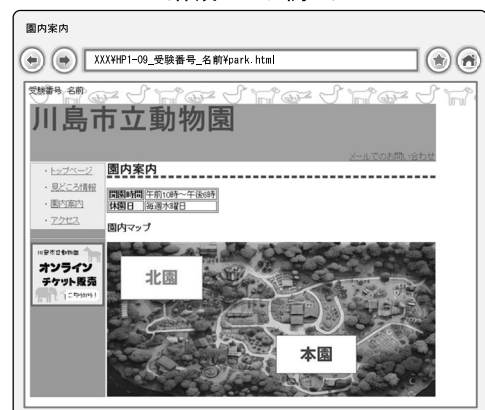 園内案内
XXX¥HP1-09_受験番号_名前¥park.html
受験番号 名前
川島市立動物園
メールでのお問い合わせ
・トップページ
・見どころ情報
・園内案内
・アクセス
川島市立動物園
オンライン
チケット販売
こちらから!
園内案内
開園時間 午前10時〜午後6時
休園日 毎週水曜日
園内マップ
北園
本園